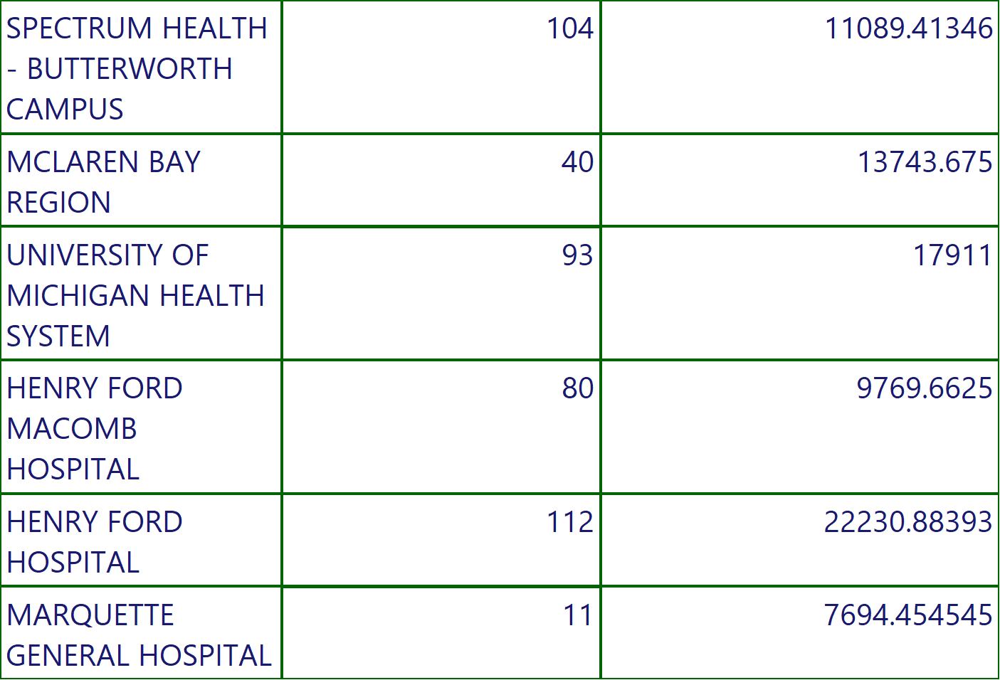 SPECTRUM HEALTH 104 11089.41346
- BUTTERWORTH
CAMPUS
MCLAREN BAY 40 13743.675
REGION
UNIVERSITY OF 93 17911
MICHIGAN HEALTH
SYSTEM
HENRY FORD 80 9769.6625
MACOMB
HOSPITAL
HENRY FORD 112 22230.88393
HOSPITAL
MARQUETTE 11 7694.454545
GENERAL HOSPITAL